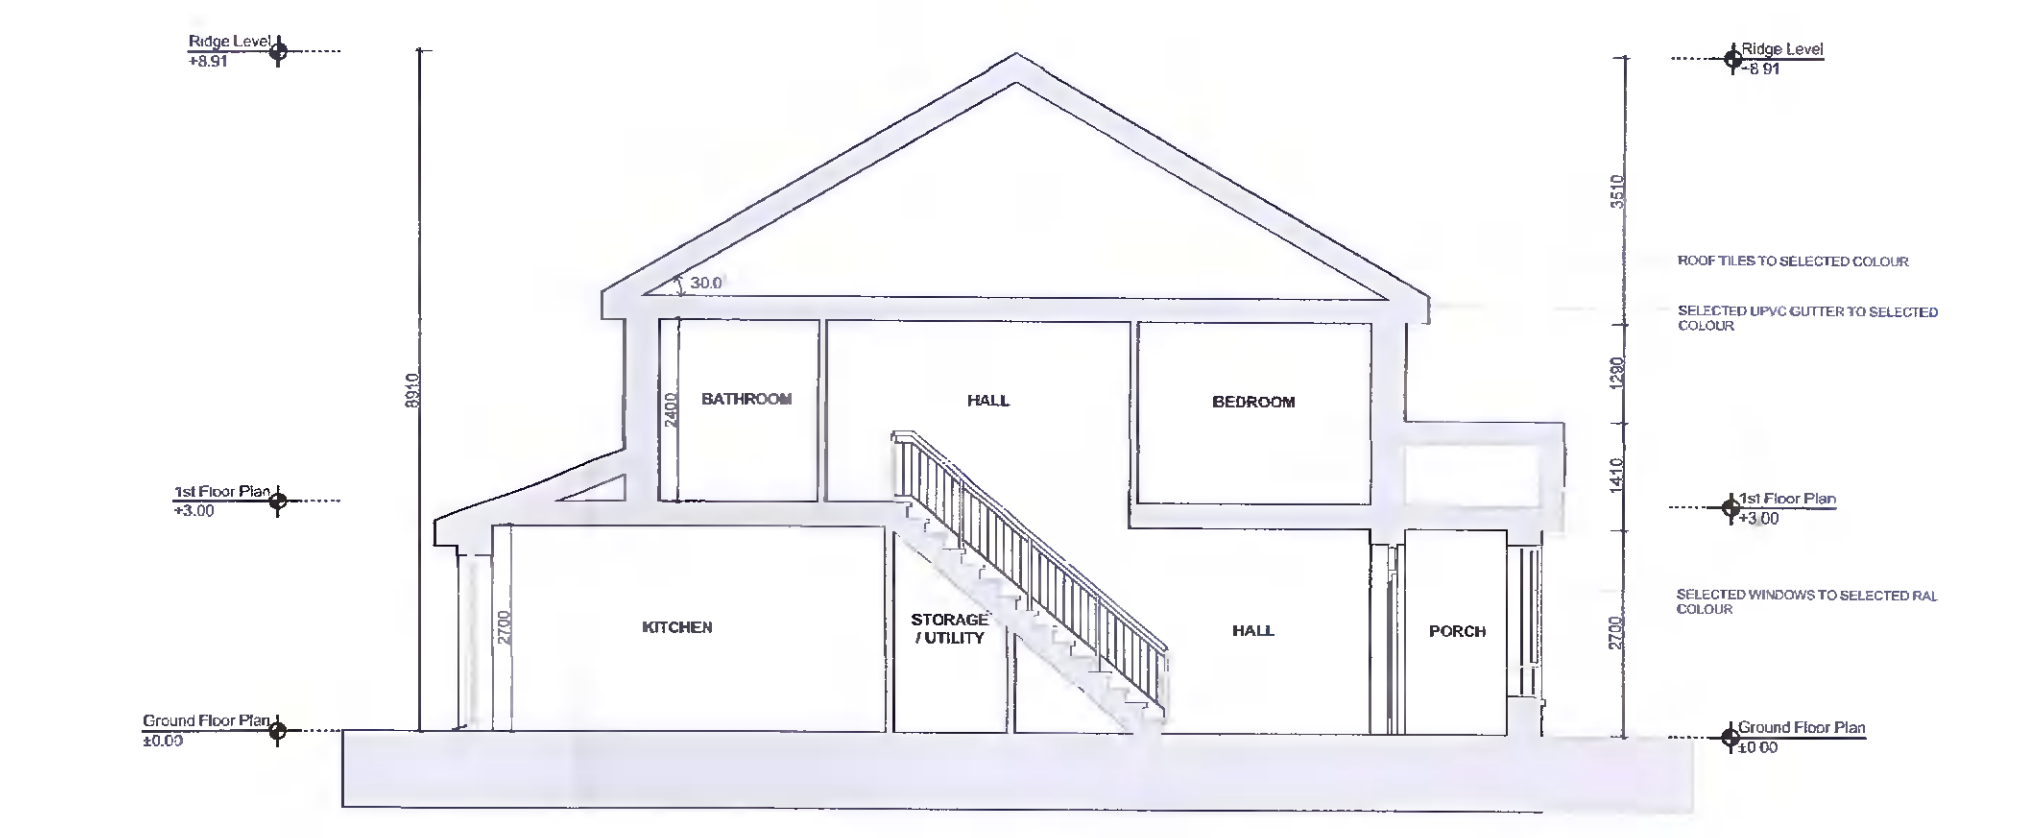 Ridge Level
+8.91
Ridge Level
+8.91
3510
ROOF TILES TO SELECTED COLOUR
30.0
SELECTED UPVC GUTTER TO SELECTED
COLOUR
8910
2400
BATHROOM
HALL
BEDROOM
1290
1410
1st Floor Plan
+3.00
1st Floor Plan
+3.00
2700
KITCHEN
STORAGE
/ UTILITY
HALL
PORCH
2700
SELECTED WINDOWS TO SELECTED RAL
COLOUR
Ground Floor Plan
±0.00
Ground Floor Plan
±0.00